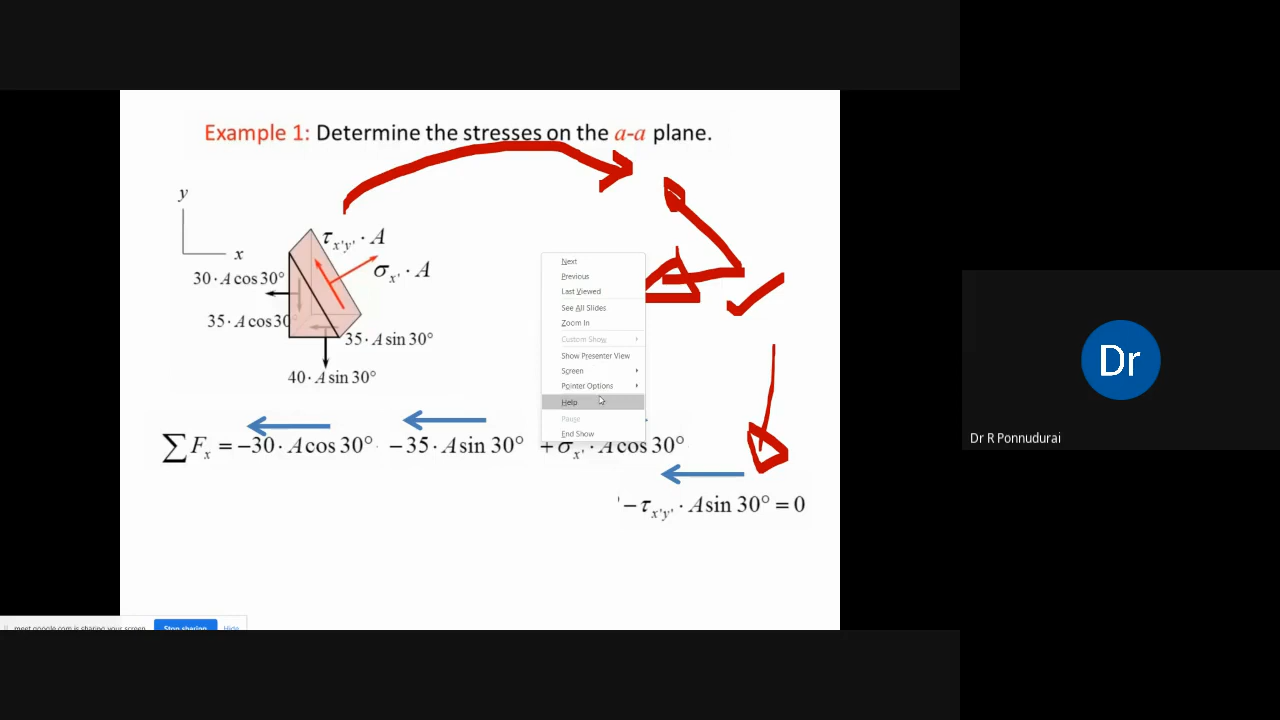 Example 1: Determine the stresses on the a-a plane.
y
x
τx'y' · A
σx' · A
30 · A cos 30°
35 · A cos 30°
35 · A sin 30°
40 · A sin 30°
Next
Previous
Last Viewed
See All Slides
Zoom In
Custom Show
Show Presenter View
Screen
Pointer Options
Help
Pause
End Show
∑ Fx = −30 · A cos 30° − 35 · A sin 30° + σx' · A cos 30°
− τx'y' · A sin 30° = 0
meet.google.com is sharing your screen. Stop sharing Hide
Dr
Dr R Ponnudurai